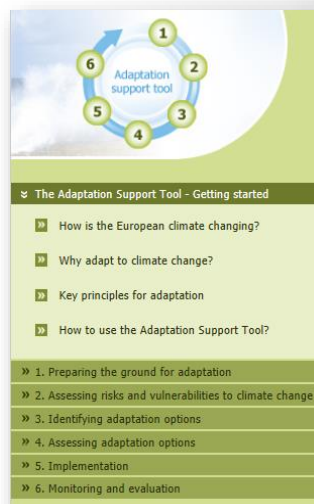 1
2
3
4
5
6
Adaptation
support tool
The Adaptation Support Tool - Getting started
How is the European climate changing?
Why adapt to climate change?
Key principles for adaptation
How to use the Adaptation Support Tool?
1. Preparing the ground for adaptation
2. Assessing risks and vulnerabilities to climate change
3. Identifying adaptation options
4. Assessing adaptation options
5. Implementation
6. Monitoring and evaluation